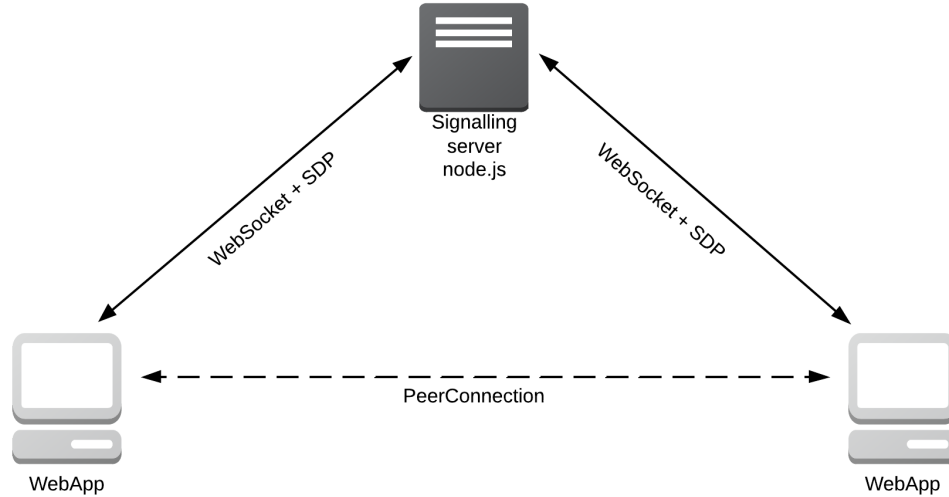 Signalling
server
node.js
WebSocket + SDP
WebSocket + SDP
PeerConnection
WebApp
WebApp